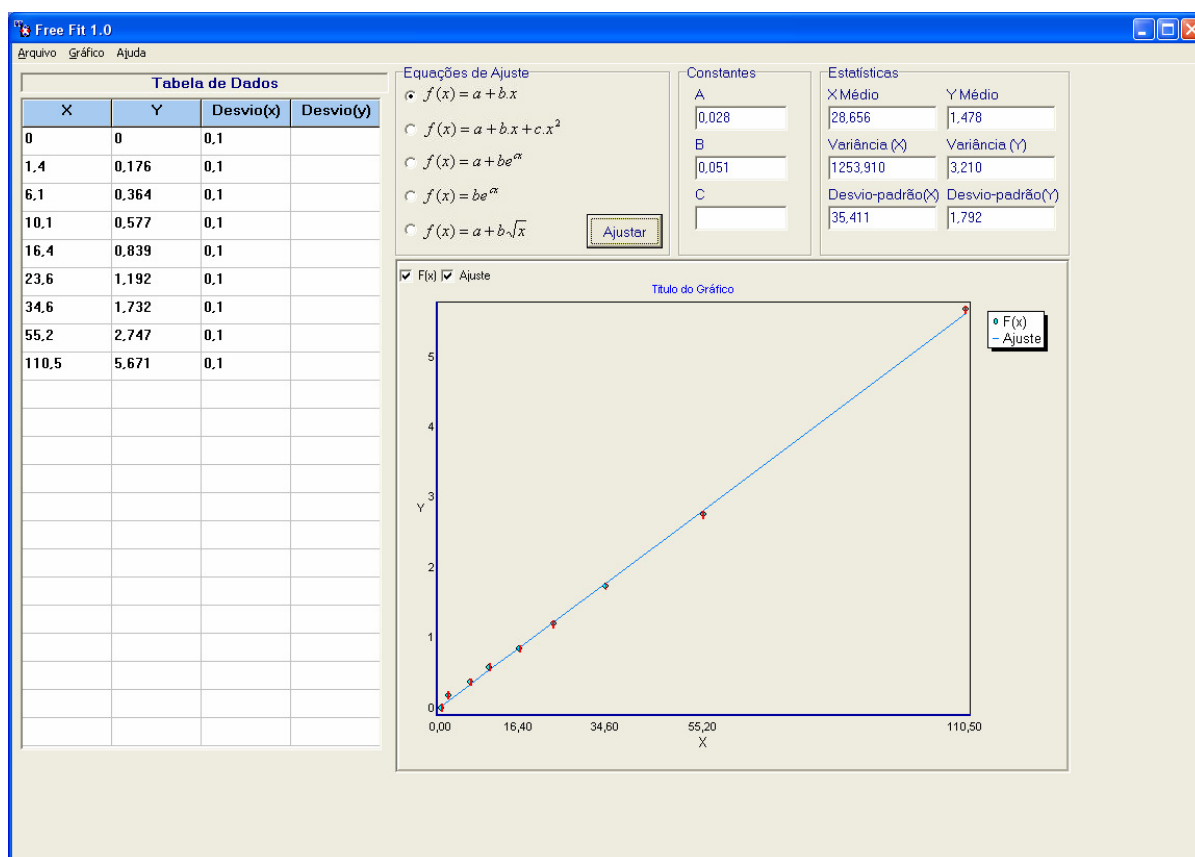 Free Fit 1.0
Arquivo Gráfico Ajuda
Tabela de Dados
X Y Desvio(x) Desvio(y)
0 0 0,1
1,4 0,176 0,1
6,1 0,364 0,1
10,1 0,577 0,1
16,4 0,839 0,1
23,6 1,192 0,1
34,6 1,732 0,1
55,2 2,747 0,1
110,5 5,671 0,1
Equações de Ajuste
f(x) = a + b.x
f(x) = a + b.x + c.x²
f(x) = a + be^{cx}
f(x) = be^{cx}
f(x) = a + b√x
Ajustar
Constantes
A
0,028
B
0,051
C
Estatísticas
X Médio Y Médio
28,656 1,478
Variância (X) Variância (Y)
1253,910 3,210
Desvio-padrão(X) Desvio-padrão(Y)
35,411 1,792
F(x) Ajuste
Titulo do Gráfico
F(x)
Ajuste
5
4
3
Y
2
1
0
0,00 16,40 34,60 55,20 110,50
X